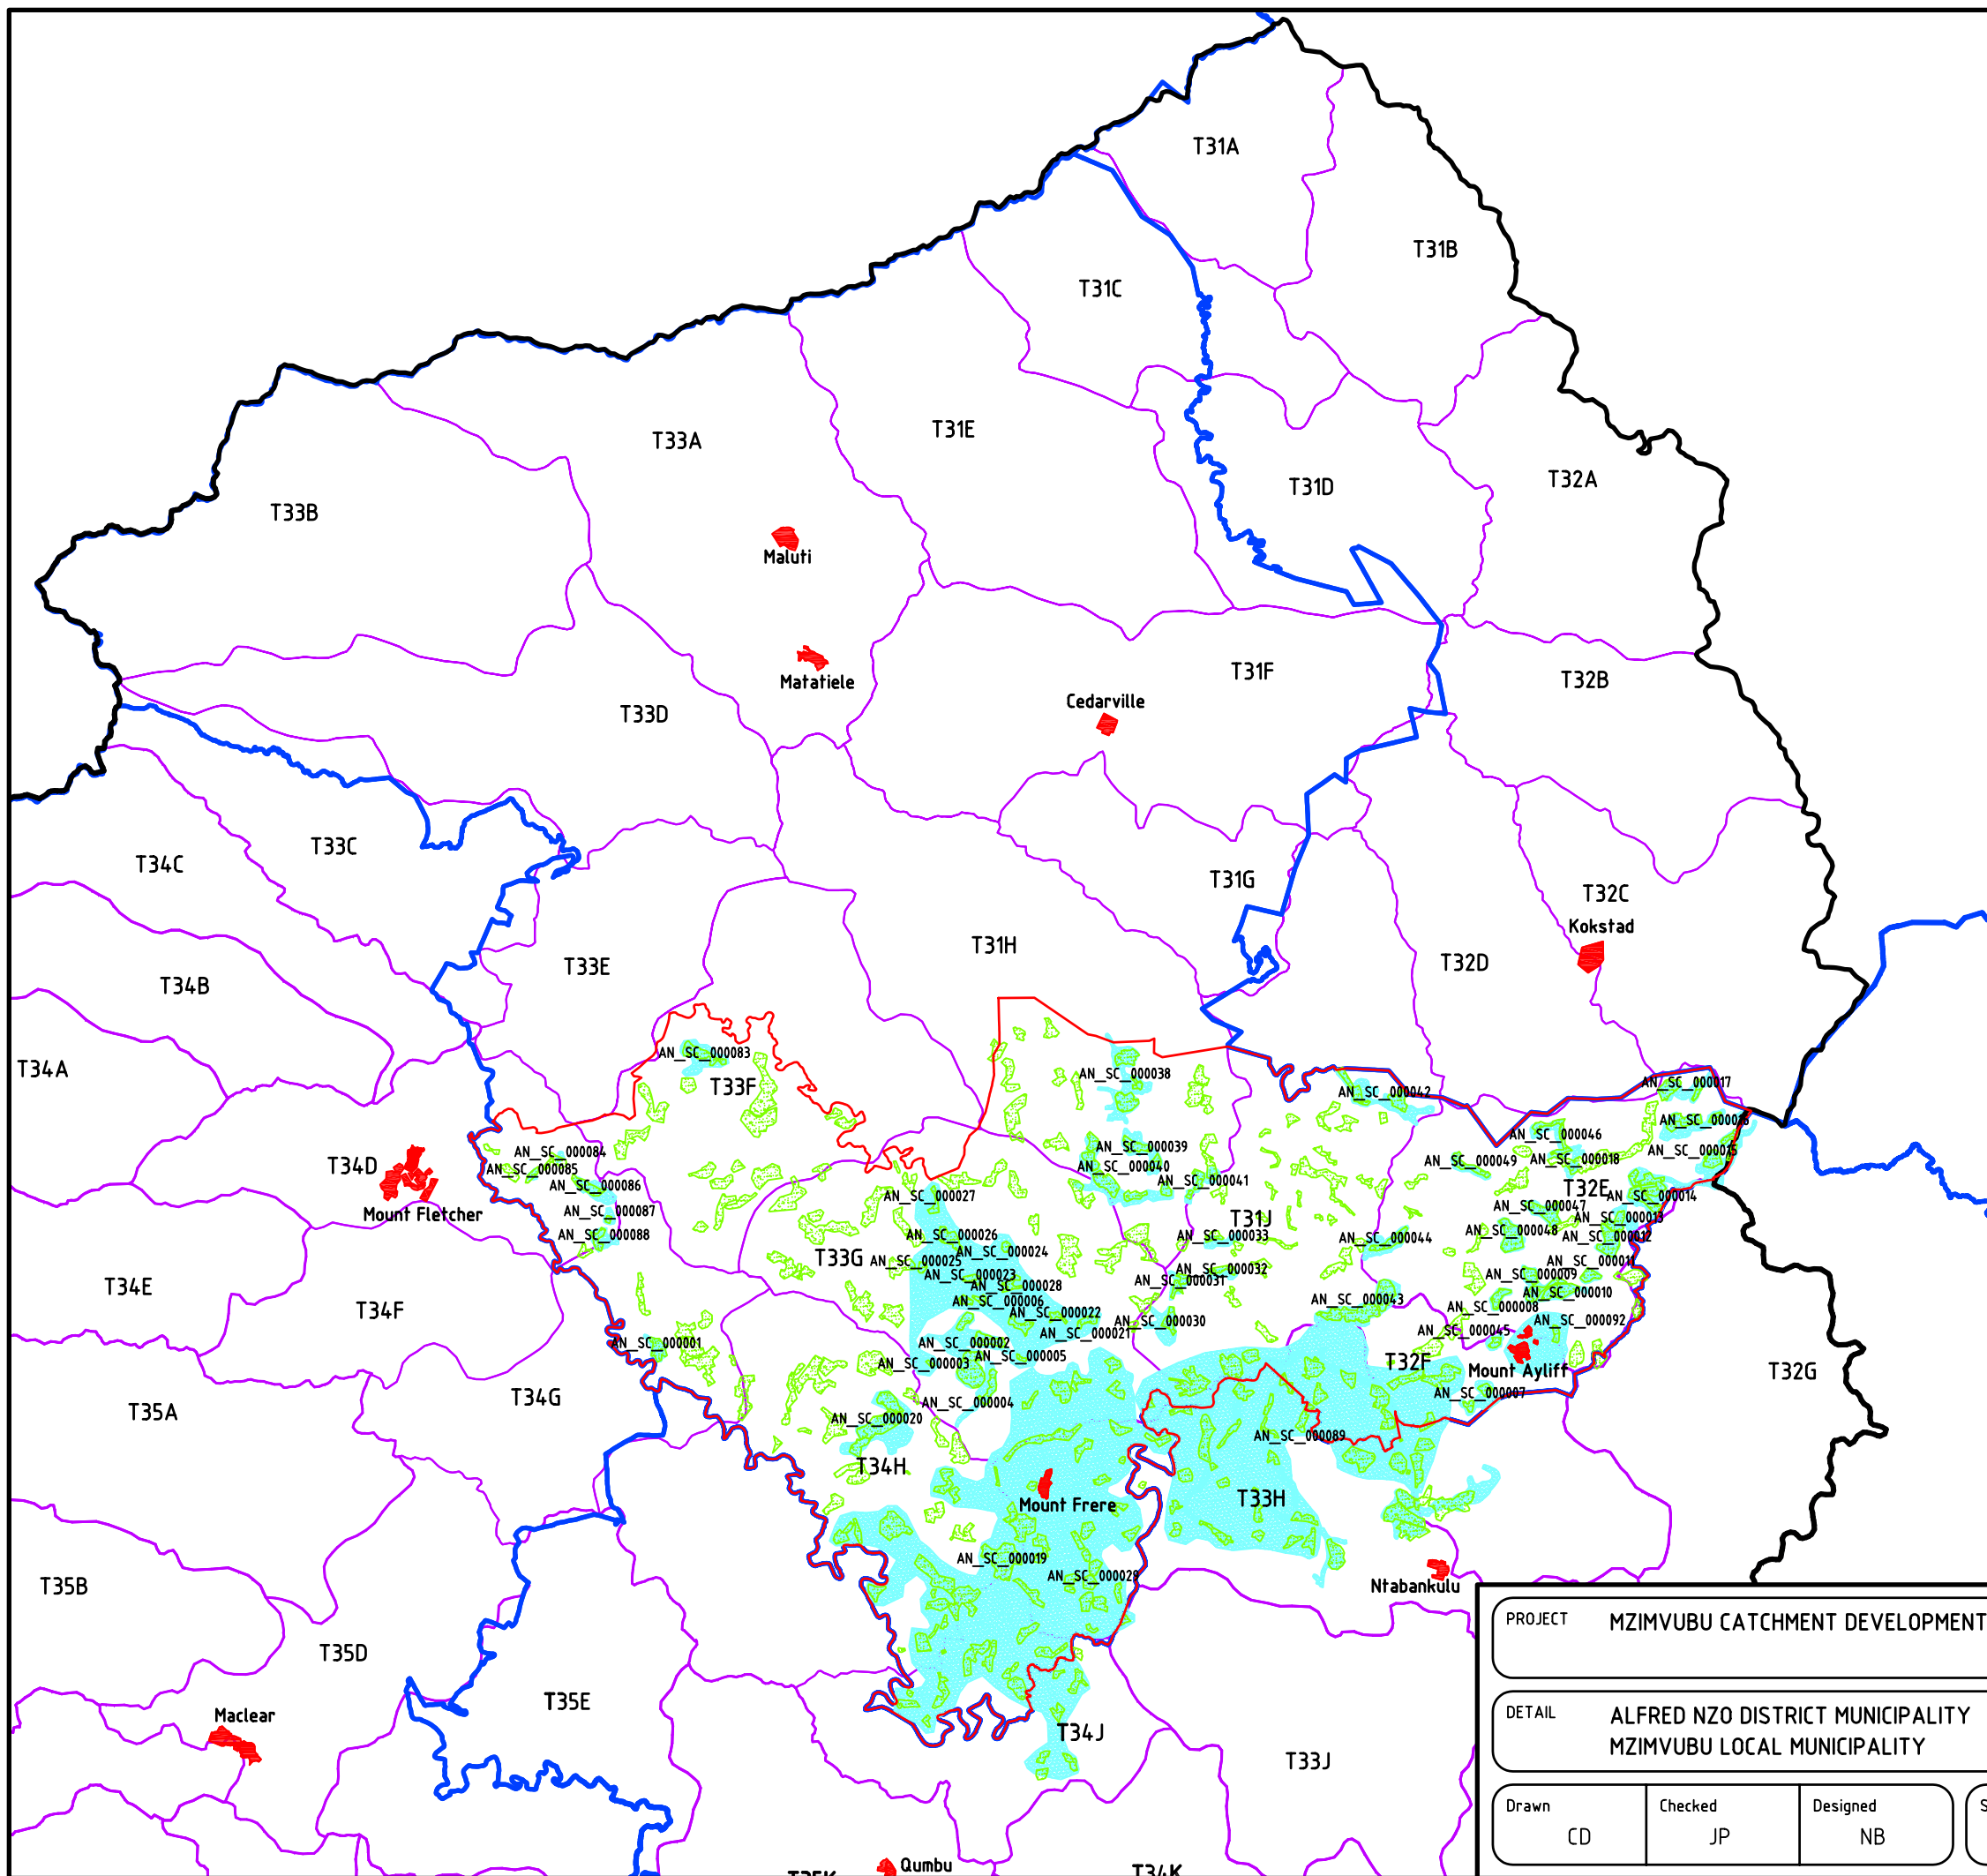 T31A
T31B
T31C
T31E
T33A
T31D
T32A
T33B
Maluti
T31F
T32B
Matatiele
Cedarville
T33D
T33C
T34C
T31G
T32C
Kokstad
T31H
T33E
T32D
T34B
T34A
AN_SC_000083
T33F
AN_SC_000038
AN_SC_000042
AN_SC_000017
AN_SC_000046
AN_SC_000039
AN_SC_000084
AN_SC_000085
T34D
AN_SC_000040
AN_SC_000049
AN_SC_000018
AN_SC_000086
AN_SC_000041
T32E
AN_SC_000027
AN_SC_000014
Mount Fletcher
AN_SC_000087
AN_SC_000047
AN_SC_000013
T31J
AN_SC_000088
AN_SC_000026
AN_SC_000033
AN_SC_000044
AN_SC_000048
AN_SC_000012
T33G
AN_SC_000024
AN_SC_000025
AN_SC_000023
AN_SC_000032
AN_SC_000031
AN_SC_000009
T34E
AN_SC_000028
AN_SC_000010
AN_SC_000006
AN_SC_000043
AN_SC_000008
T34F
AN_SC_000022
AN_SC_000030
AN_SC_000092
AN_SC_000021
AN_SC_000045
AN_SC_000001
AN_SC_000002
AN_SC_000005
AN_SC_000003
T32F
Mount Ayliff
T32G
T34G
AN_SC_000007
AN_SC_000004
T35A
AN_SC_000020
AN_SC_000089
T34H
Mount Frere
T33H
AN_SC_000019
AN_SC_000029
Ntabankulu
T35B
T35D
T35E
Maclear
T34J
T33J
Qumbu
T34K
PROJECT MZIMVUBU CATCHMENT DEVELOPMENT
DETAIL ALFRED NZO DISTRICT MUNICIPALITY
MZIMVUBU LOCAL MUNICIPALITY
Drawn Checked Designed
CD JP NB